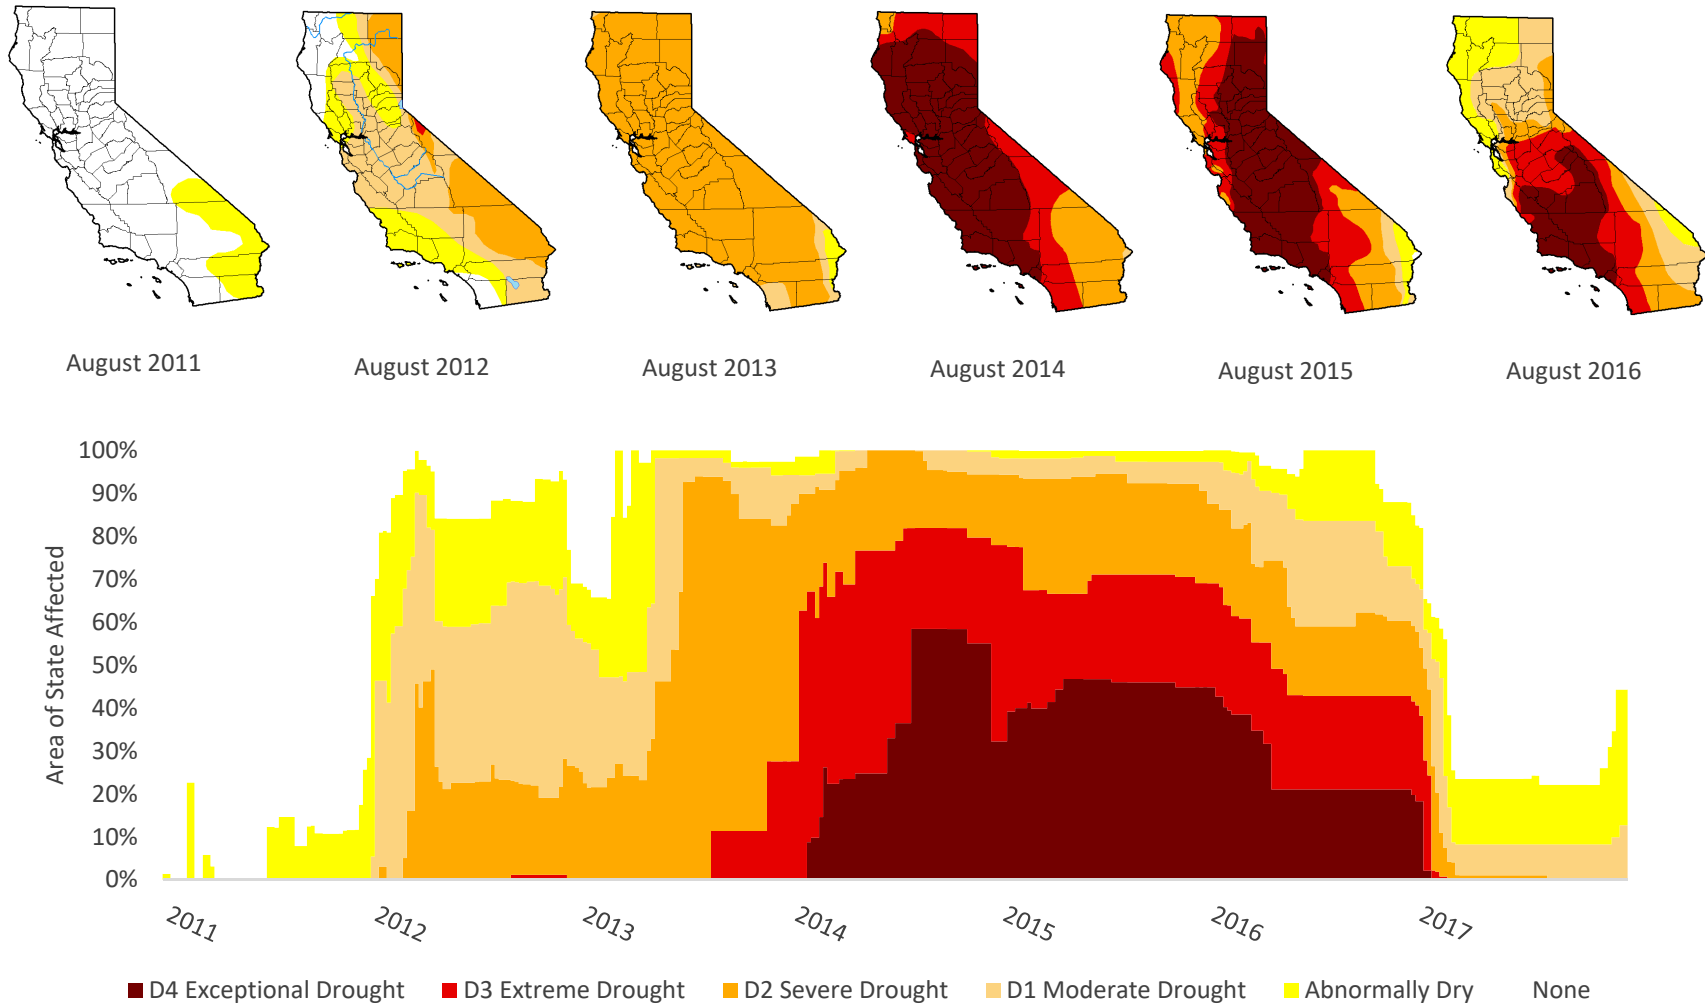 August 2011
August 2012
August 2013
August 2014
August 2015
August 2016
Area of State Affected
100%
90%
80%
70%
60%
50%
40%
30%
20%
10%
0%
2011
2012
2013
2014
2015
2016
2017
D4 Exceptional Drought D3 Extreme Drought D2 Severe Drought D1 Moderate Drought Abnormally Dry None